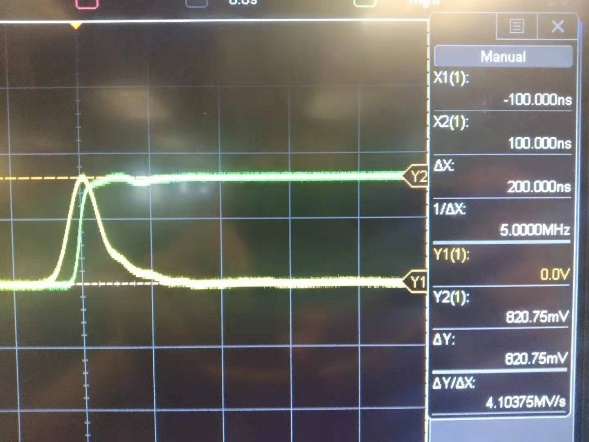 Manual
X1(1):
-100.000ns
X2(1):
100.000ns
ΔX:
200.000ns
1/ΔX:
5.0000MHz
Y1(1):
0.0V
Y2(1):
820.75mV
ΔY:
820.75mV
ΔY/ΔX:
4.10375MV/s
Y2
Y1